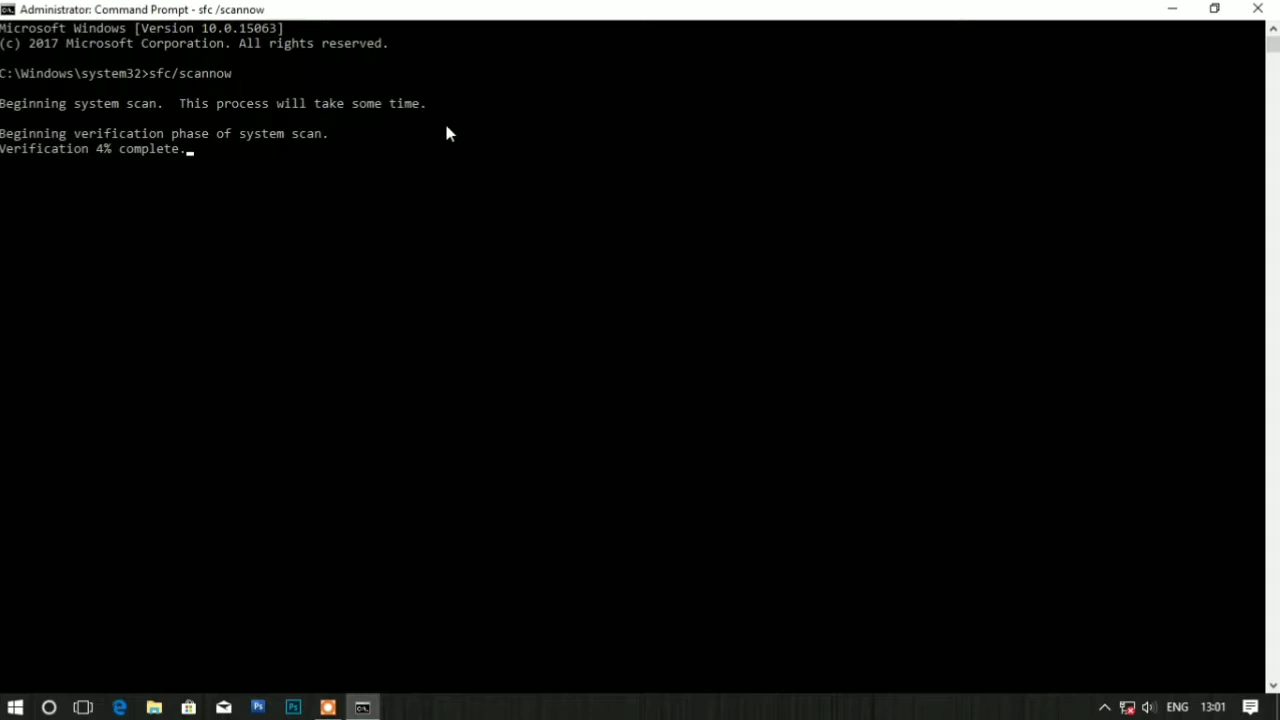 Administrator: Command Prompt - sfc /scannow
Microsoft Windows [Version 10.0.15063]
(c) 2017 Microsoft Corporation. All rights reserved.
C:\Windows\system32>sfc/scannow
Beginning system scan.  This process will take some time.
Beginning verification phase of system scan.
Verification 4% complete.
Ps
Ps
ENG
13:01